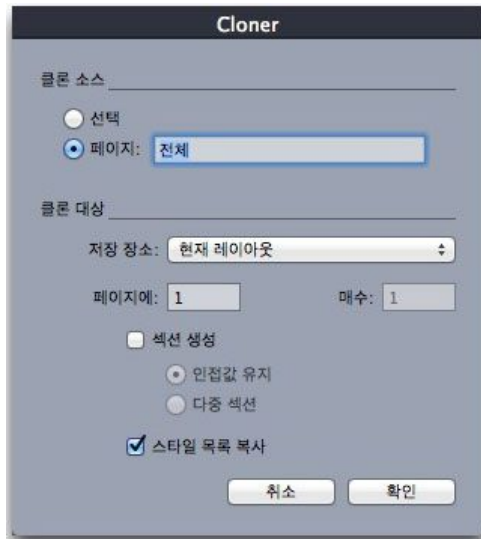 Cloner
클론 소스
선택
페이지: 전체
클론 대상
저장 장소: 현재 레이아웃
페이지에: 1 매수: 1
섹션 생성
인접값 유지
다중 섹션
스타일 목록 복사
취소 확인